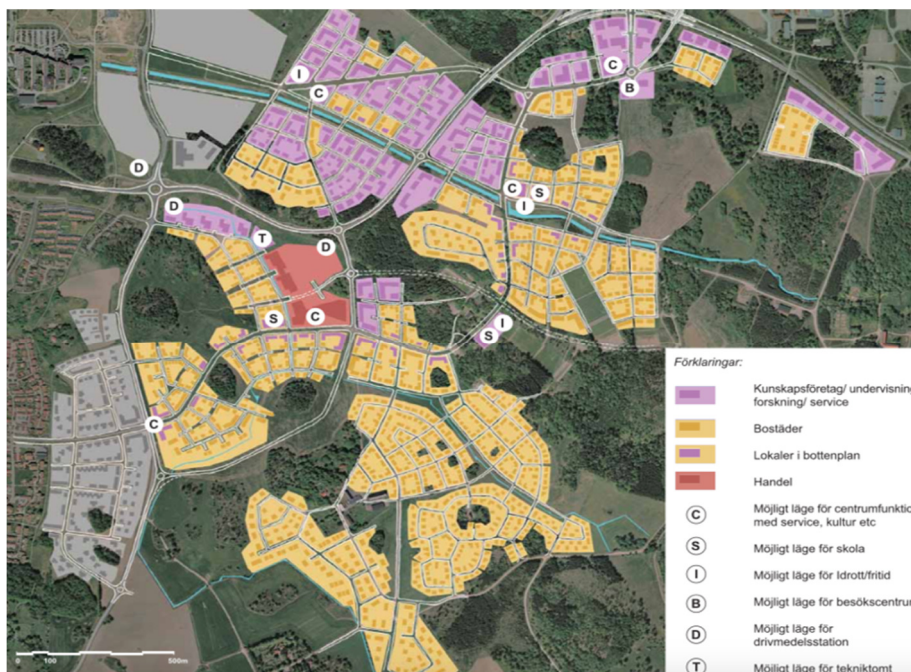 I
C
C
B
D
C
S
I
D
T
D
S
C
I
S
C
Förklaringar:
Kunskapsföretag/ undervisning
forskning/ service
Bostäder
Lokaler i bottenplan
Handel
C Möjligt läge för centrumfunktio
med service, kultur etc
S Möjligt läge för skola
I Möjligt läge för Idrott/fritid
B Möjligt läge för besökscentrum
D Möjligt läge för
drivmedelsstation
T Möjligt läge för tekniktomt
0 100 500m